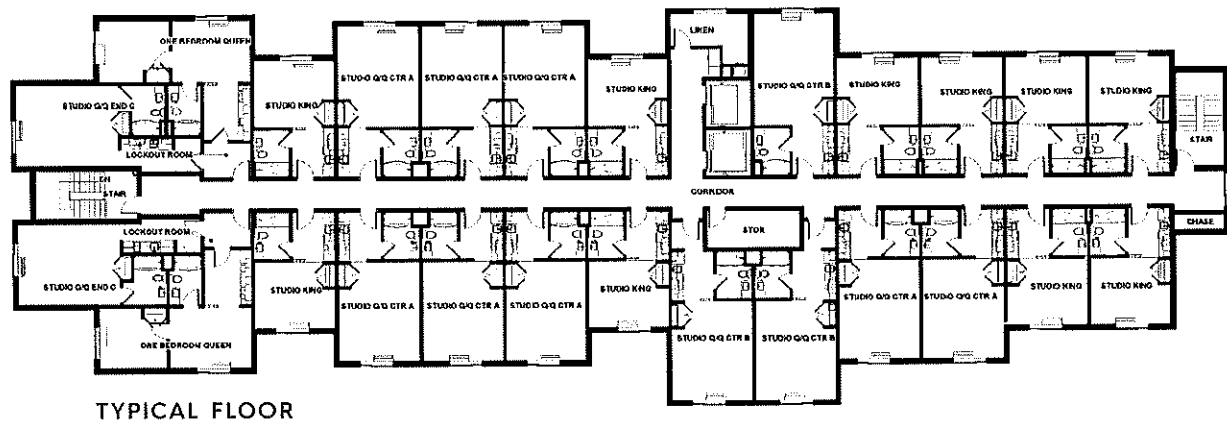 LINEN
ONE BEDROOM QUEEN
STUDIO Q/Q CTR A
STUDIO Q/Q CTR A
STUDIO Q/Q CTR A
STUDIO Q/Q CTR B
STUDIO KING
STUDIO KING
STUDIO KING
STUDIO KING
STUDIO KING
STUDIO KING
STUDIO Q/Q END C
STAIR
LOCKOUT ROOM
STAIR
CORRIDOR
CHASE
LOCKOUT ROOM
STOR
STUDIO Q/Q END C
STUDIO KING
STUDIO Q/Q CTR A
STUDIO Q/Q CTR A
STUDIO Q/Q CTR A
STUDIO KING
STUDIO Q/Q CTR A
STUDIO Q/Q CTR A
STUDIO KING
STUDIO KING
ONE BEDROOM QUEEN
STUDIO Q/Q CTR B
STUDIO Q/Q CTR B
TYPICAL FLOOR